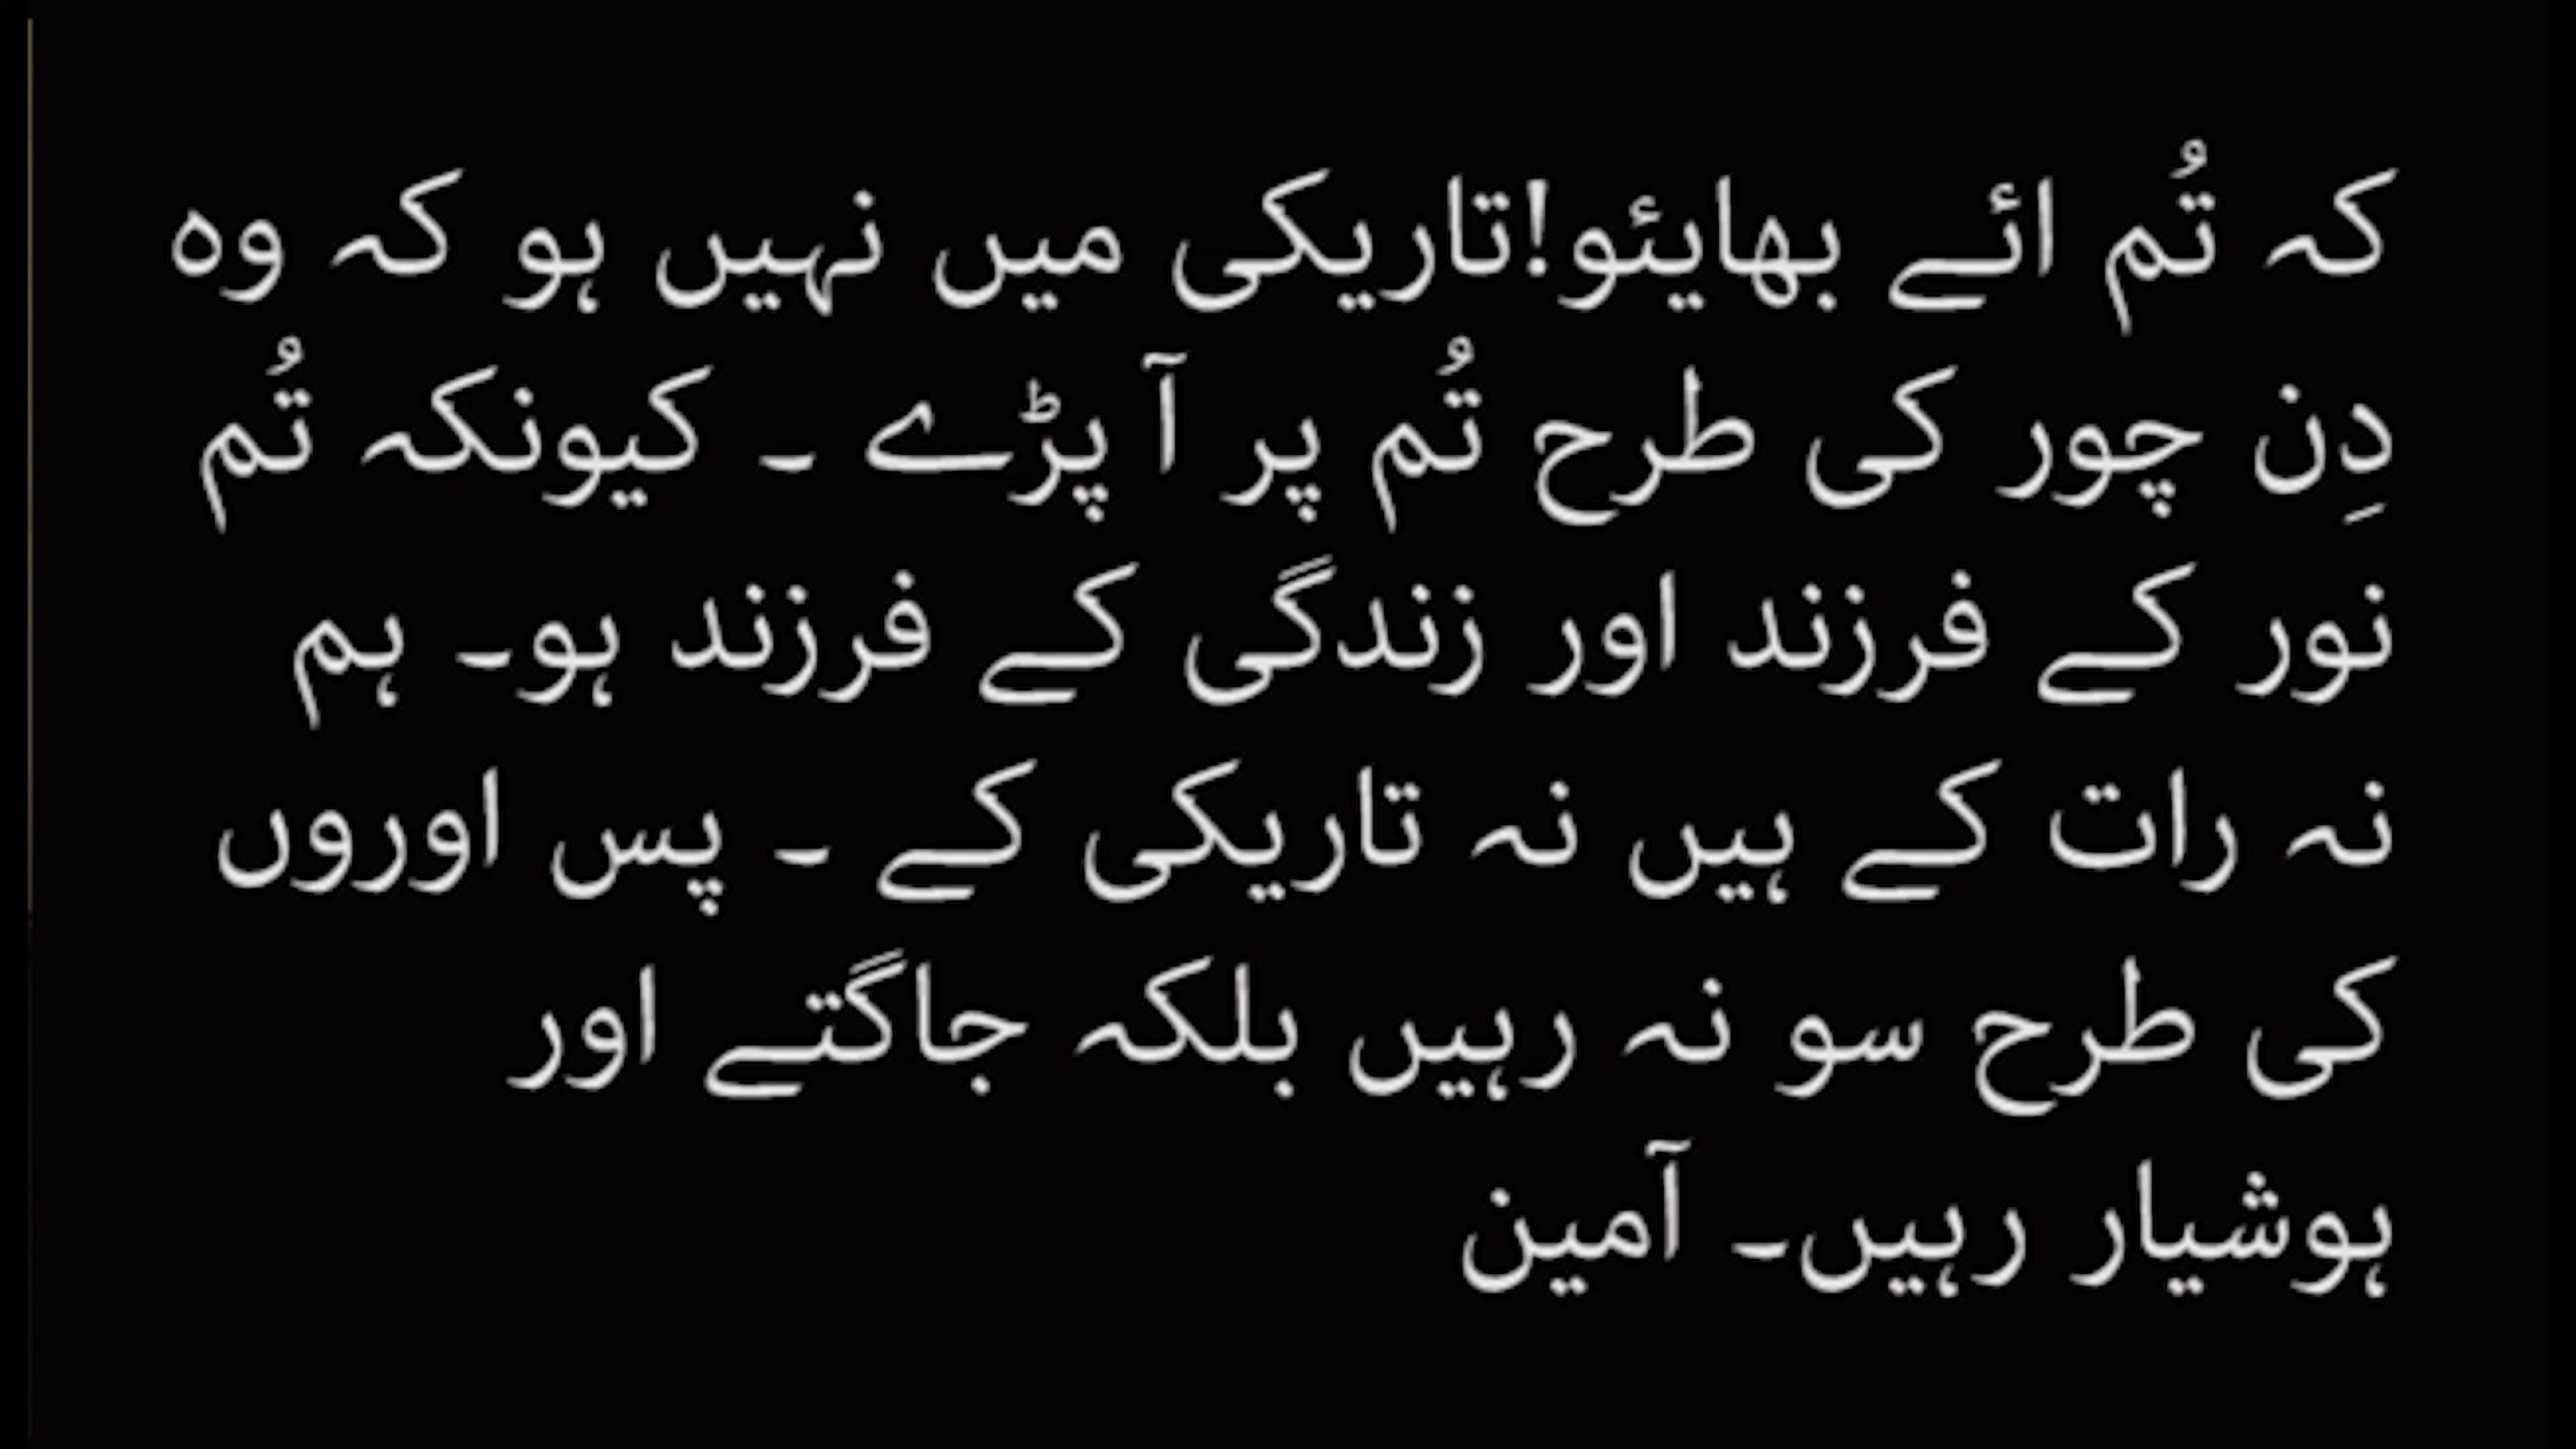 کہ تُم ائے بھایئو!تاریکی میں نہیں ہو کہ وہ
دِن چور کی طرح تُم پر آ پڑے ۔ کیونکہ تُم
نور کے فرزند اور زندگی کے فرزند ہو۔ ہم
نہ رات کے ہیں نہ تاریکی کے ۔ پس اوروں
کی طرح سو نہ رہیں بلکہ جاگتے اور
ہوشیار رہیں۔ آمین